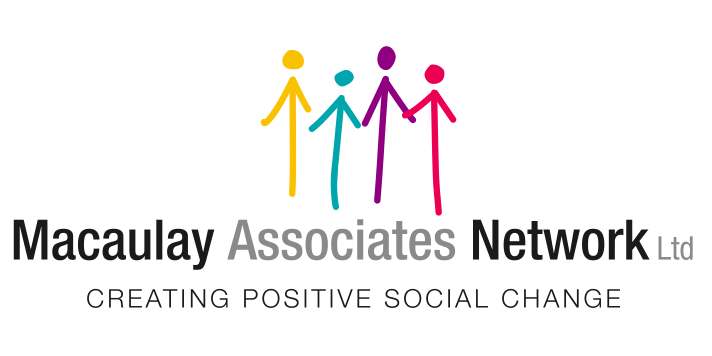 Macaulay Associates Network Ltd
CREATING POSITIVE SOCIAL CHANGE